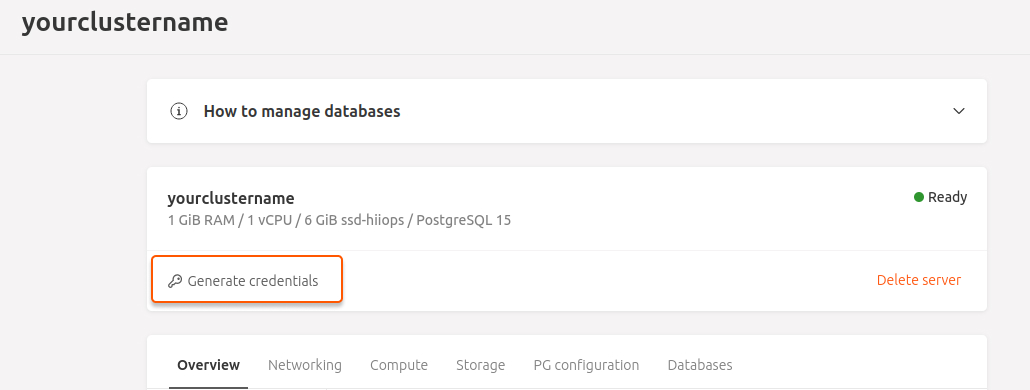 yourclustername
How to manage databases
yourclustername
Ready
1 GiB RAM / 1 vCPU / 6 GiB ssd-hiiops / PostgreSQL 15
Generate credentials
Delete server
Overview Networking Compute Storage PG configuration Databases